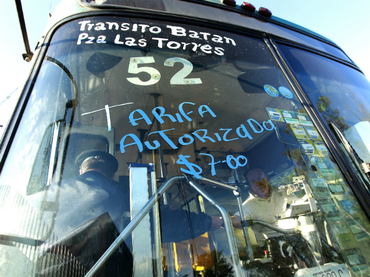 Transito Batan
Pza Las Torres
52
TARIFA
AUTORIZADA
$7.00